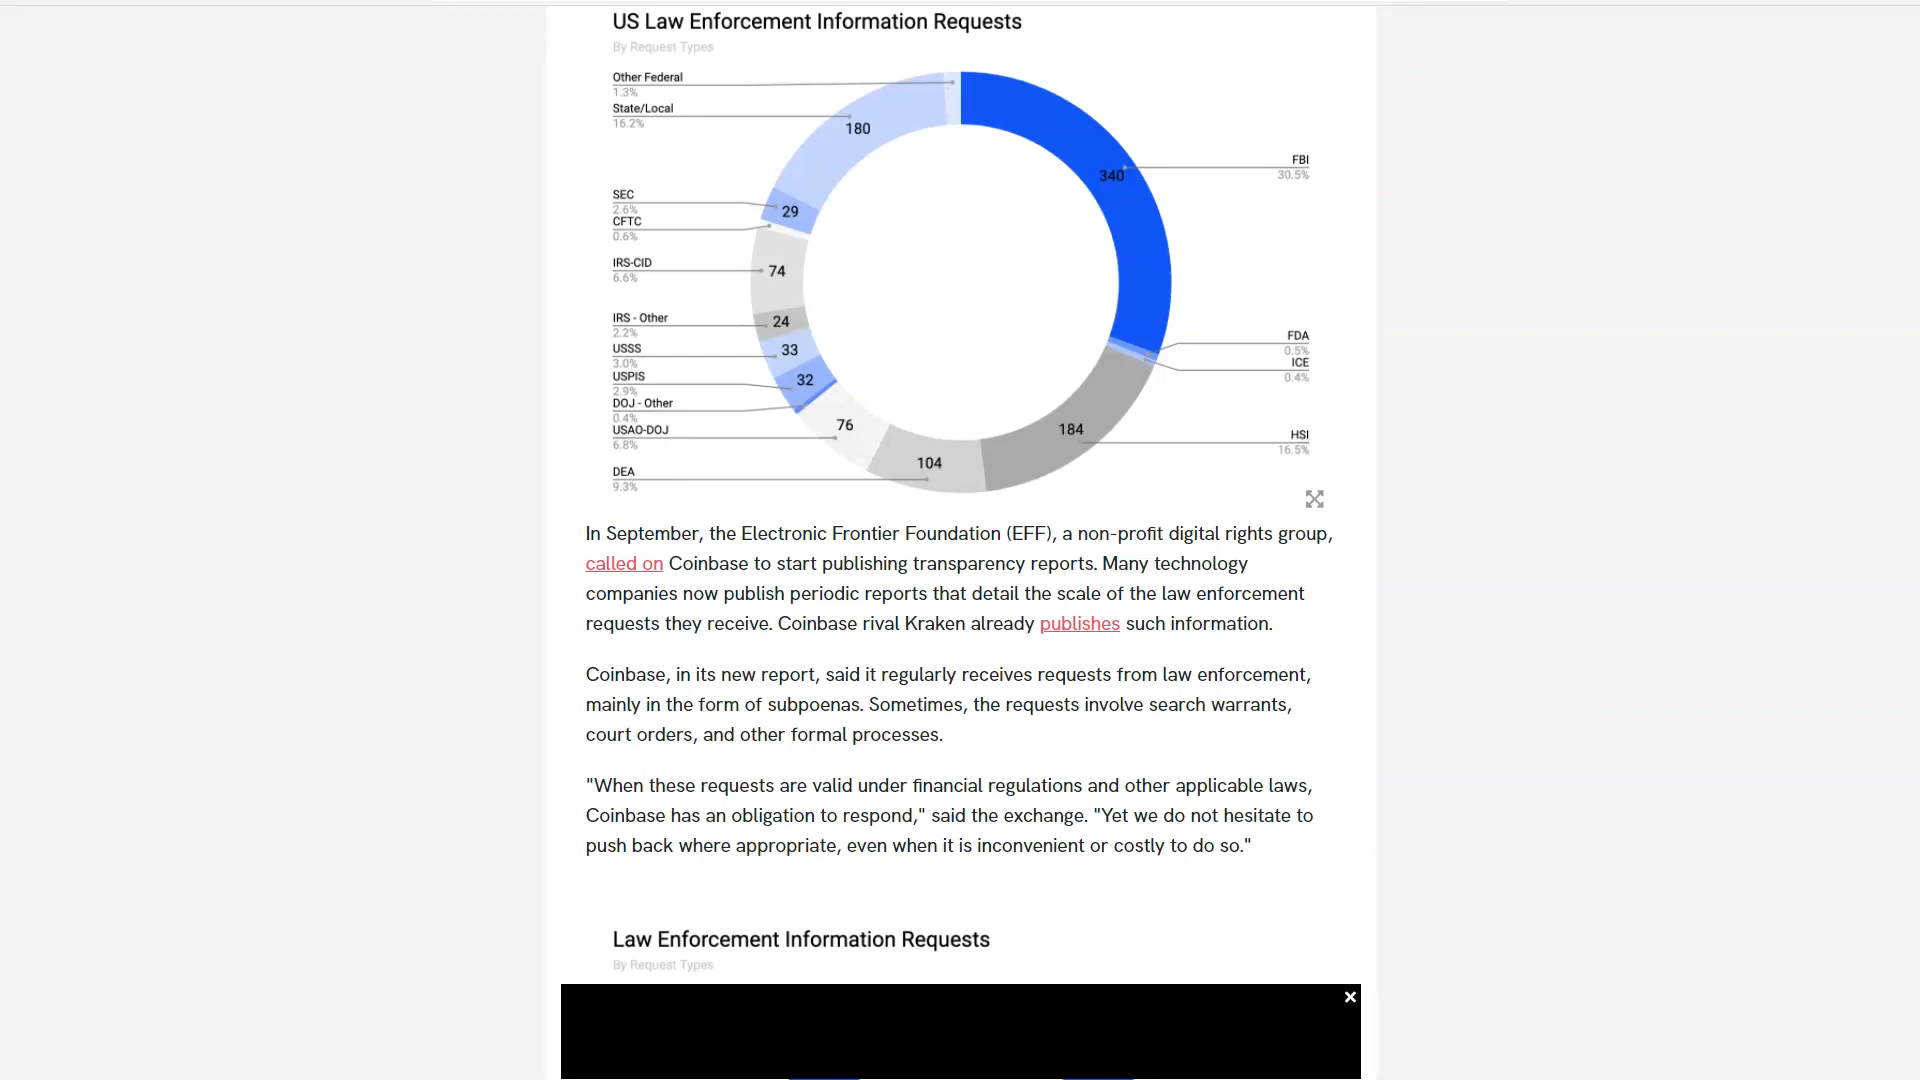 US Law Enforcement Information Requests
By Request Types
Other Federal
1.3%
State/Local
16.2%
180
340
FBI
30.5%
SEC
2.6%
29
CFTC
0.6%
IRS-CID
6.6%
74
IRS - Other
2.2%
24
USSS
3.0%
33
USPIS
2.9%
32
DOJ - Other
0.4%
USAO-DOJ
6.8%
76
DEA
9.3%
104
184
FDA
0.5%
ICE
0.4%
HSI
16.5%
In September, the Electronic Frontier Foundation (EFF), a non-profit digital rights group,
called on Coinbase to start publishing transparency reports. Many technology
companies now publish periodic reports that detail the scale of the law enforcement
requests they receive. Coinbase rival Kraken already publishes such information.
Coinbase, in its new report, said it regularly receives requests from law enforcement,
mainly in the form of subpoenas. Sometimes, the requests involve search warrants,
court orders, and other formal processes.
"When these requests are valid under financial regulations and other applicable laws,
Coinbase has an obligation to respond," said the exchange. "Yet we do not hesitate to
push back where appropriate, even when it is inconvenient or costly to do so."
Law Enforcement Information Requests
By Request Types